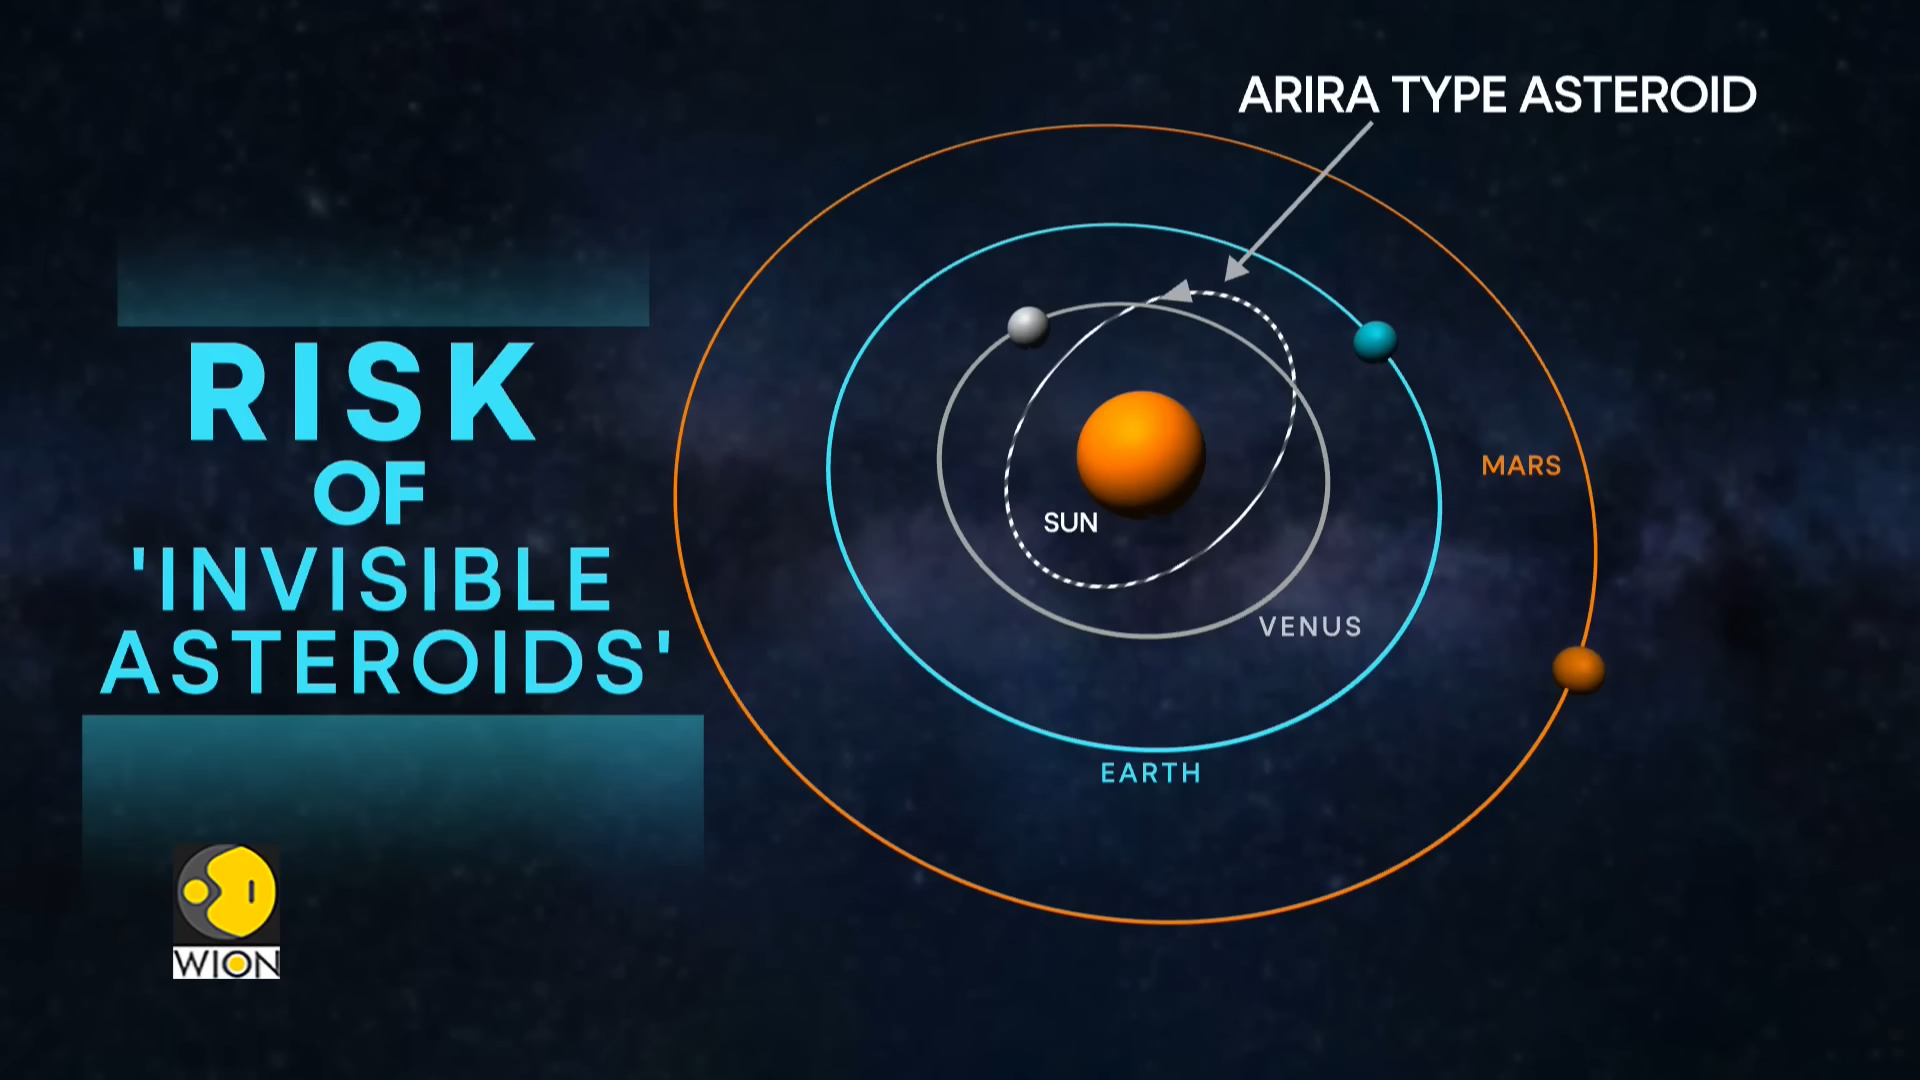 ARIRA TYPE ASTEROID
RISK
OF
'INVISIBLE
ASTEROIDS'
MARS
SUN
VENUS
EARTH
WION